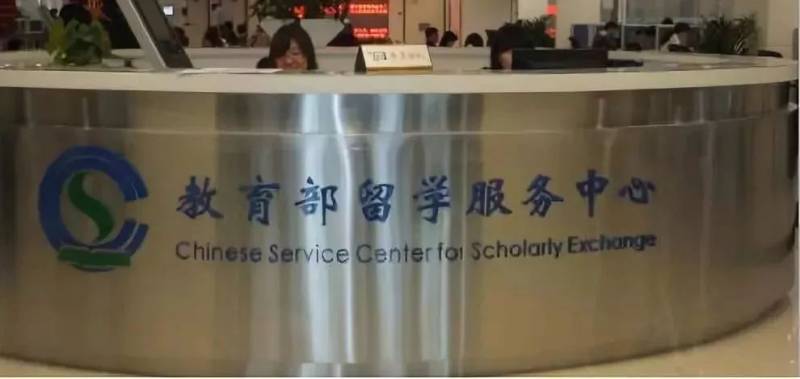 教育部留学服务中心
Chinese Service Center for Scholarly Exchange